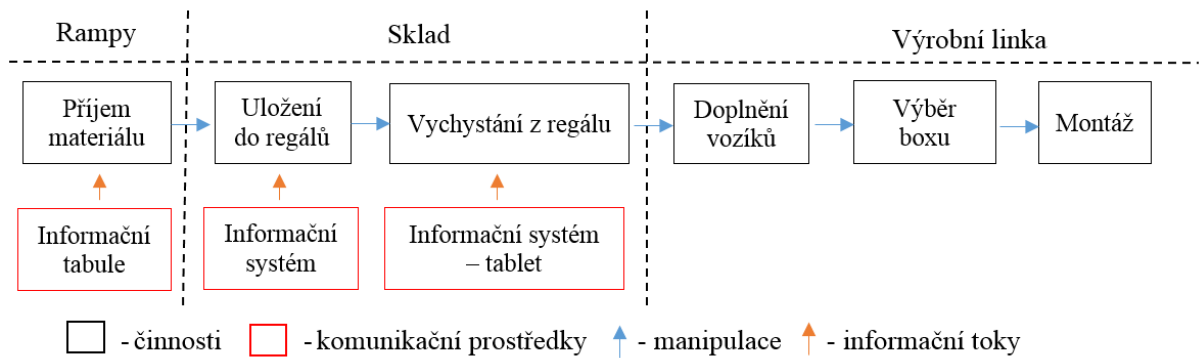 Rampy
Sklad
Výrobní linka
Příjem
materiálu
Uložení
do regálů
Vychystání z regálu
Doplnění
vozíků
Výběr
boxu
Montáž
Informační
tabule
Informační
systém
Informační systém
– tablet
- činnosti
- komunikační prostředky
- manipulace
- informační toky